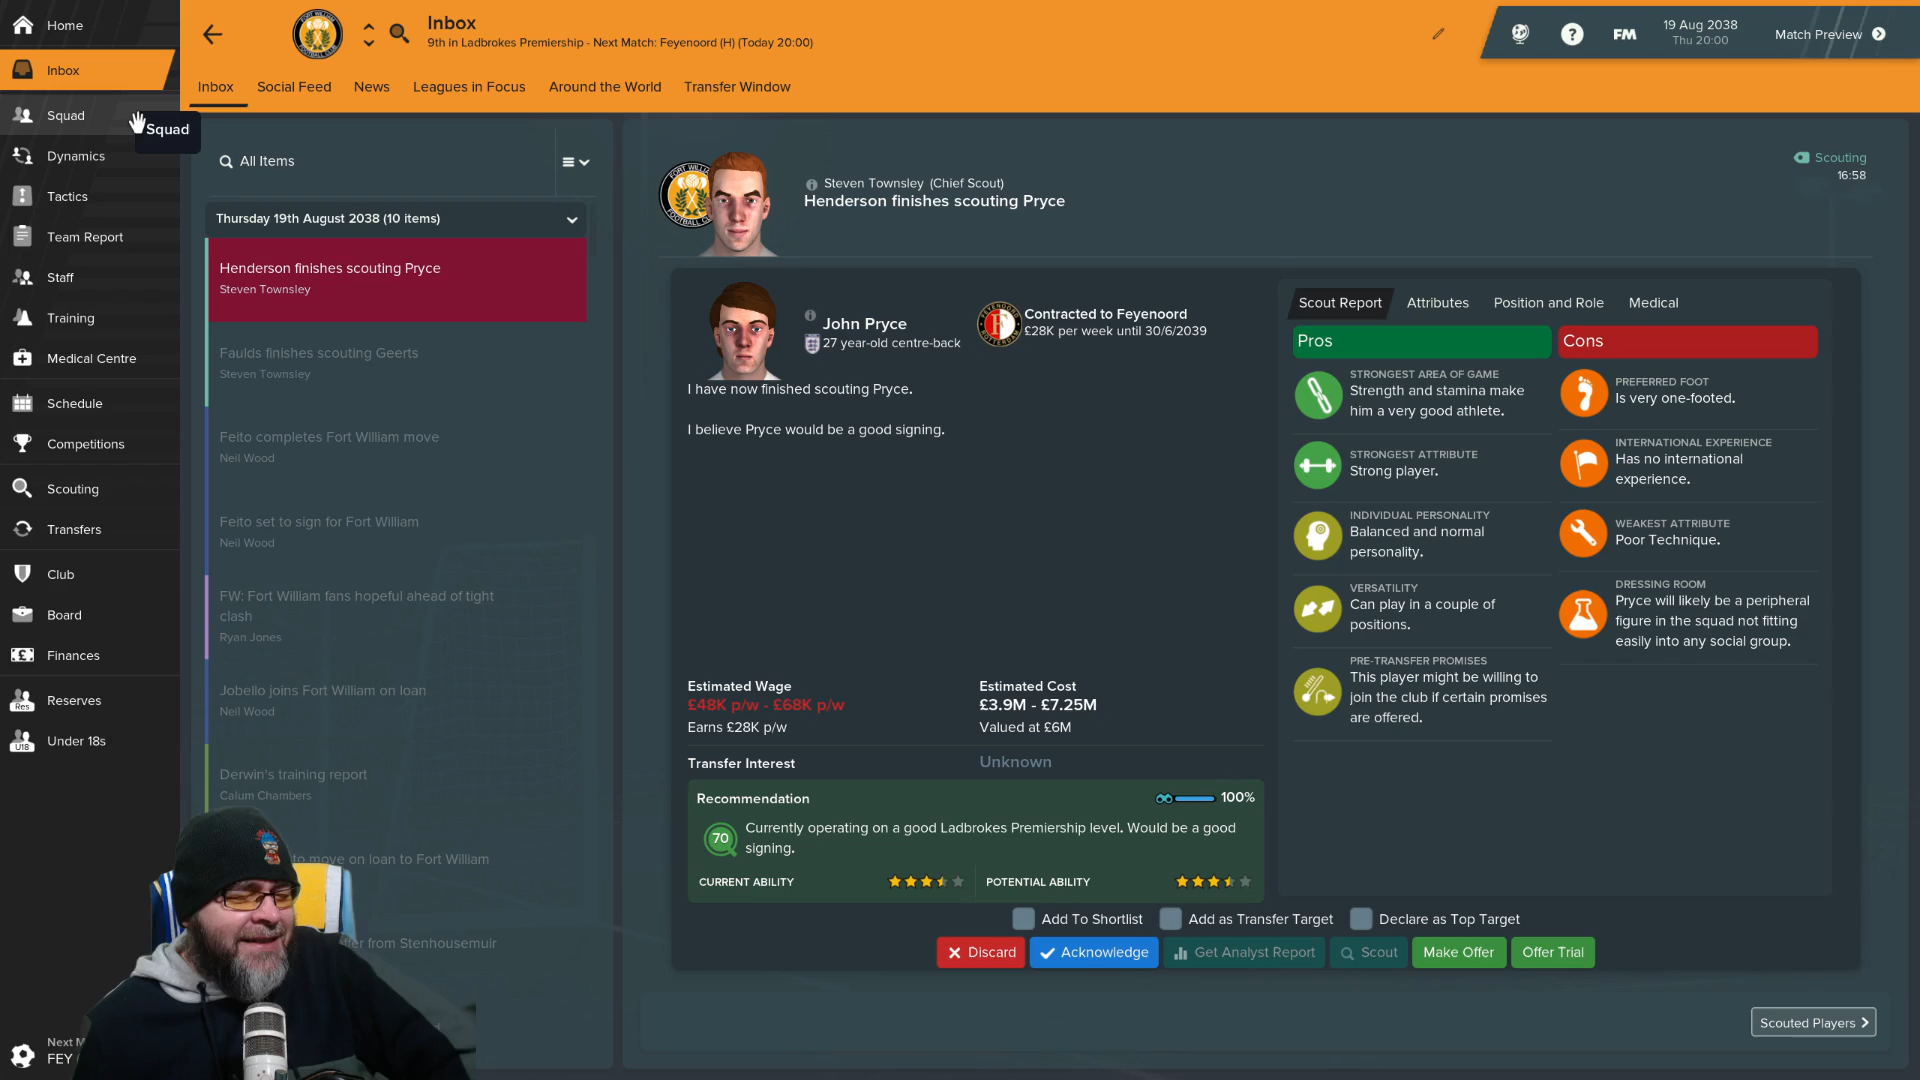 Home
Inbox
Squad
Dynamics
Tactics
Team Report
Staff
Training
Medical Centre
Schedule
Competitions
Scouting
Transfers
Club
Board
Finances
Reserves
Under 18s
Next M
FEY
Squad
Inbox
9th in Ladbrokes Premiership - Next Match: Feyenoord (H) (Today 20:00)
FM
19 Aug 2038
Thu 20:00
Match Preview
Inbox
Social Feed
News
Leagues in Focus
Around the World
Transfer Window
All Items
Thursday 19th August 2038 (10 items)
Henderson finishes scouting Pryce
Steven Townsley
Faulds finishes scouting Geerts
Steven Townsley
Feito completes Fort William move
Neil Wood
Feito set to sign for Fort William
Neil Wood
FW: Fort William fans hopeful ahead of tight
clash
Ryan Jones
Jobello joins Fort William on loan
Neil Wood
Derwin's training report
Calum Chambers
to move on loan to Fort William
from Stenhousemuir
Steven Townsley (Chief Scout)
Henderson finishes scouting Pryce
Scouting
16:58
John Pryce
27 year-old centre-back
Contracted to Feyenoord
£28K per week until 30/6/2039
I have now finished scouting Pryce.
I believe Pryce would be a good signing.
Estimated Wage
£48K p/w - £68K p/w
Earns £28K p/w
Estimated Cost
£3.9M - £7.25M
Valued at £6M
Transfer Interest
Unknown
Recommendation
100%
70
Currently operating on a good Ladbrokes Premiership level. Would be a good
signing.
CURRENT ABILITY
POTENTIAL ABILITY
Scout Report
Attributes
Position and Role
Medical
Pros
STRONGEST AREA OF GAME
Strength and stamina make
him a very good athlete.
STRONGEST ATTRIBUTE
Strong player.
INDIVIDUAL PERSONALITY
Balanced and normal
personality.
VERSATILITY
Can play in a couple of
positions.
PRE-TRANSFER PROMISES
This player might be willing to
join the club if certain promises
are offered.
Cons
PREFERRED FOOT
Is very one-footed.
INTERNATIONAL EXPERIENCE
Has no international
experience.
WEAKEST ATTRIBUTE
Poor Technique.
DRESSING ROOM
Pryce will likely be a peripheral
figure in the squad not fitting
easily into any social group.
Add To Shortlist
Add as Transfer Target
Declare as Top Target
Discard
Acknowledge
Get Analyst Report
Scout
Make Offer
Offer Trial
Scouted Players